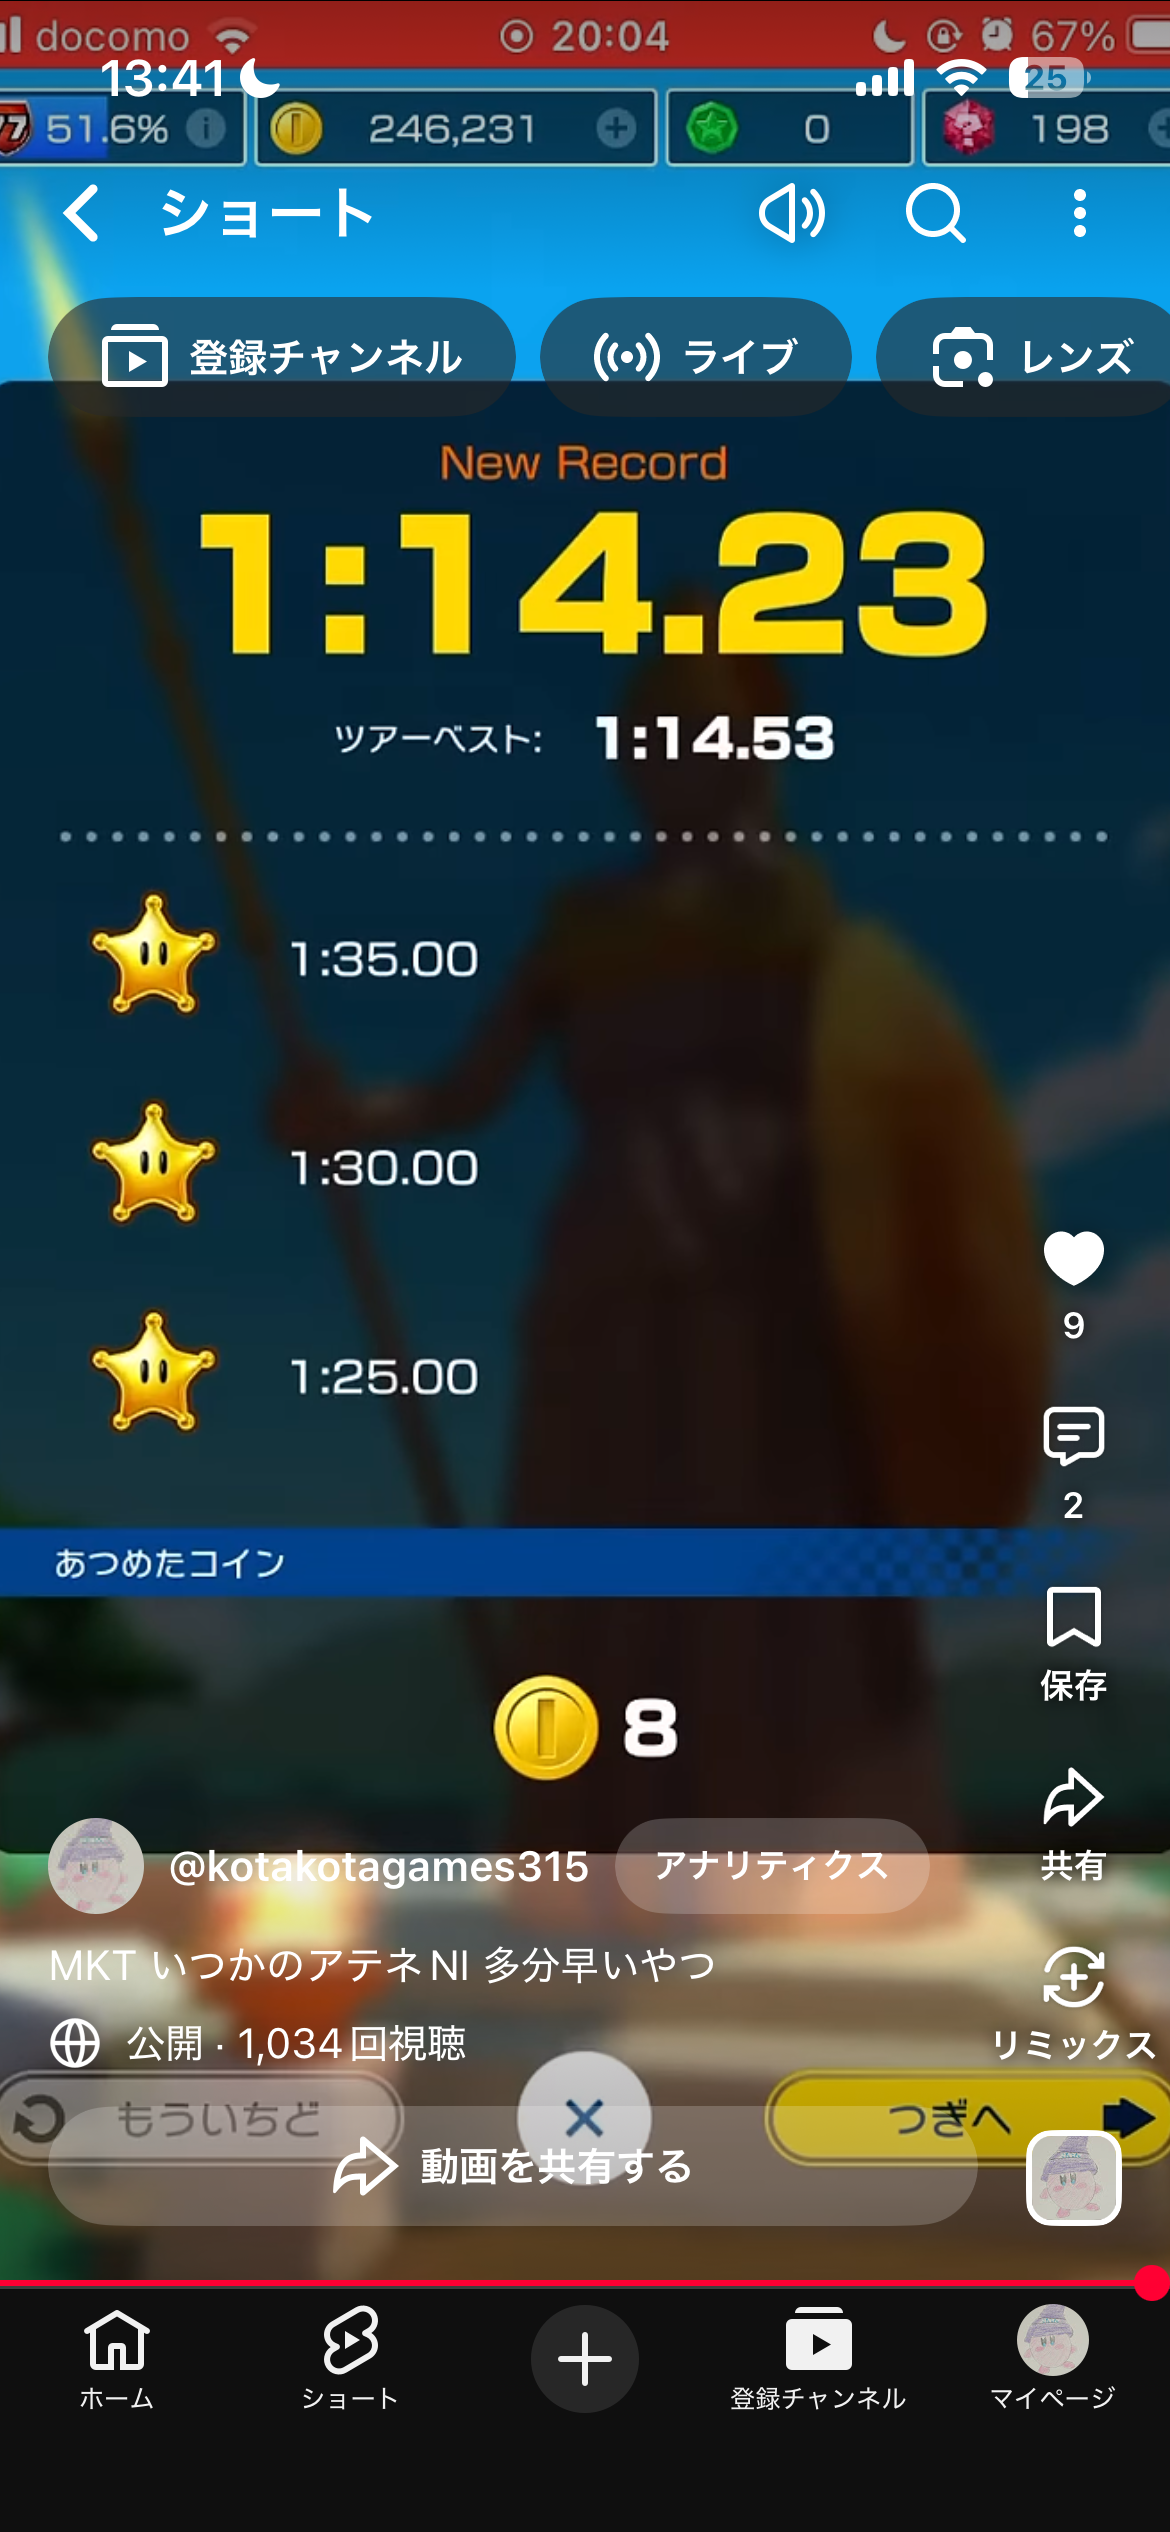 docomo 20:04 67%
13:41 25
51.6% 246,231 0 198
ショート
登録チャンネル ライブ レンズ
New Record
1:14.23
ツアーベスト: 1:14.53
1:35.00
1:30.00
1:25.00
9
2
あつめたコイン
保存
8
共有
@kotakotagames315 アナリティクス
MKT いつかのアテネNI 多分早いやつ
公開 · 1,034回視聴
リミックス
もういちど つぎへ
動画を共有する
ホーム ショート 登録チャンネル マイページ